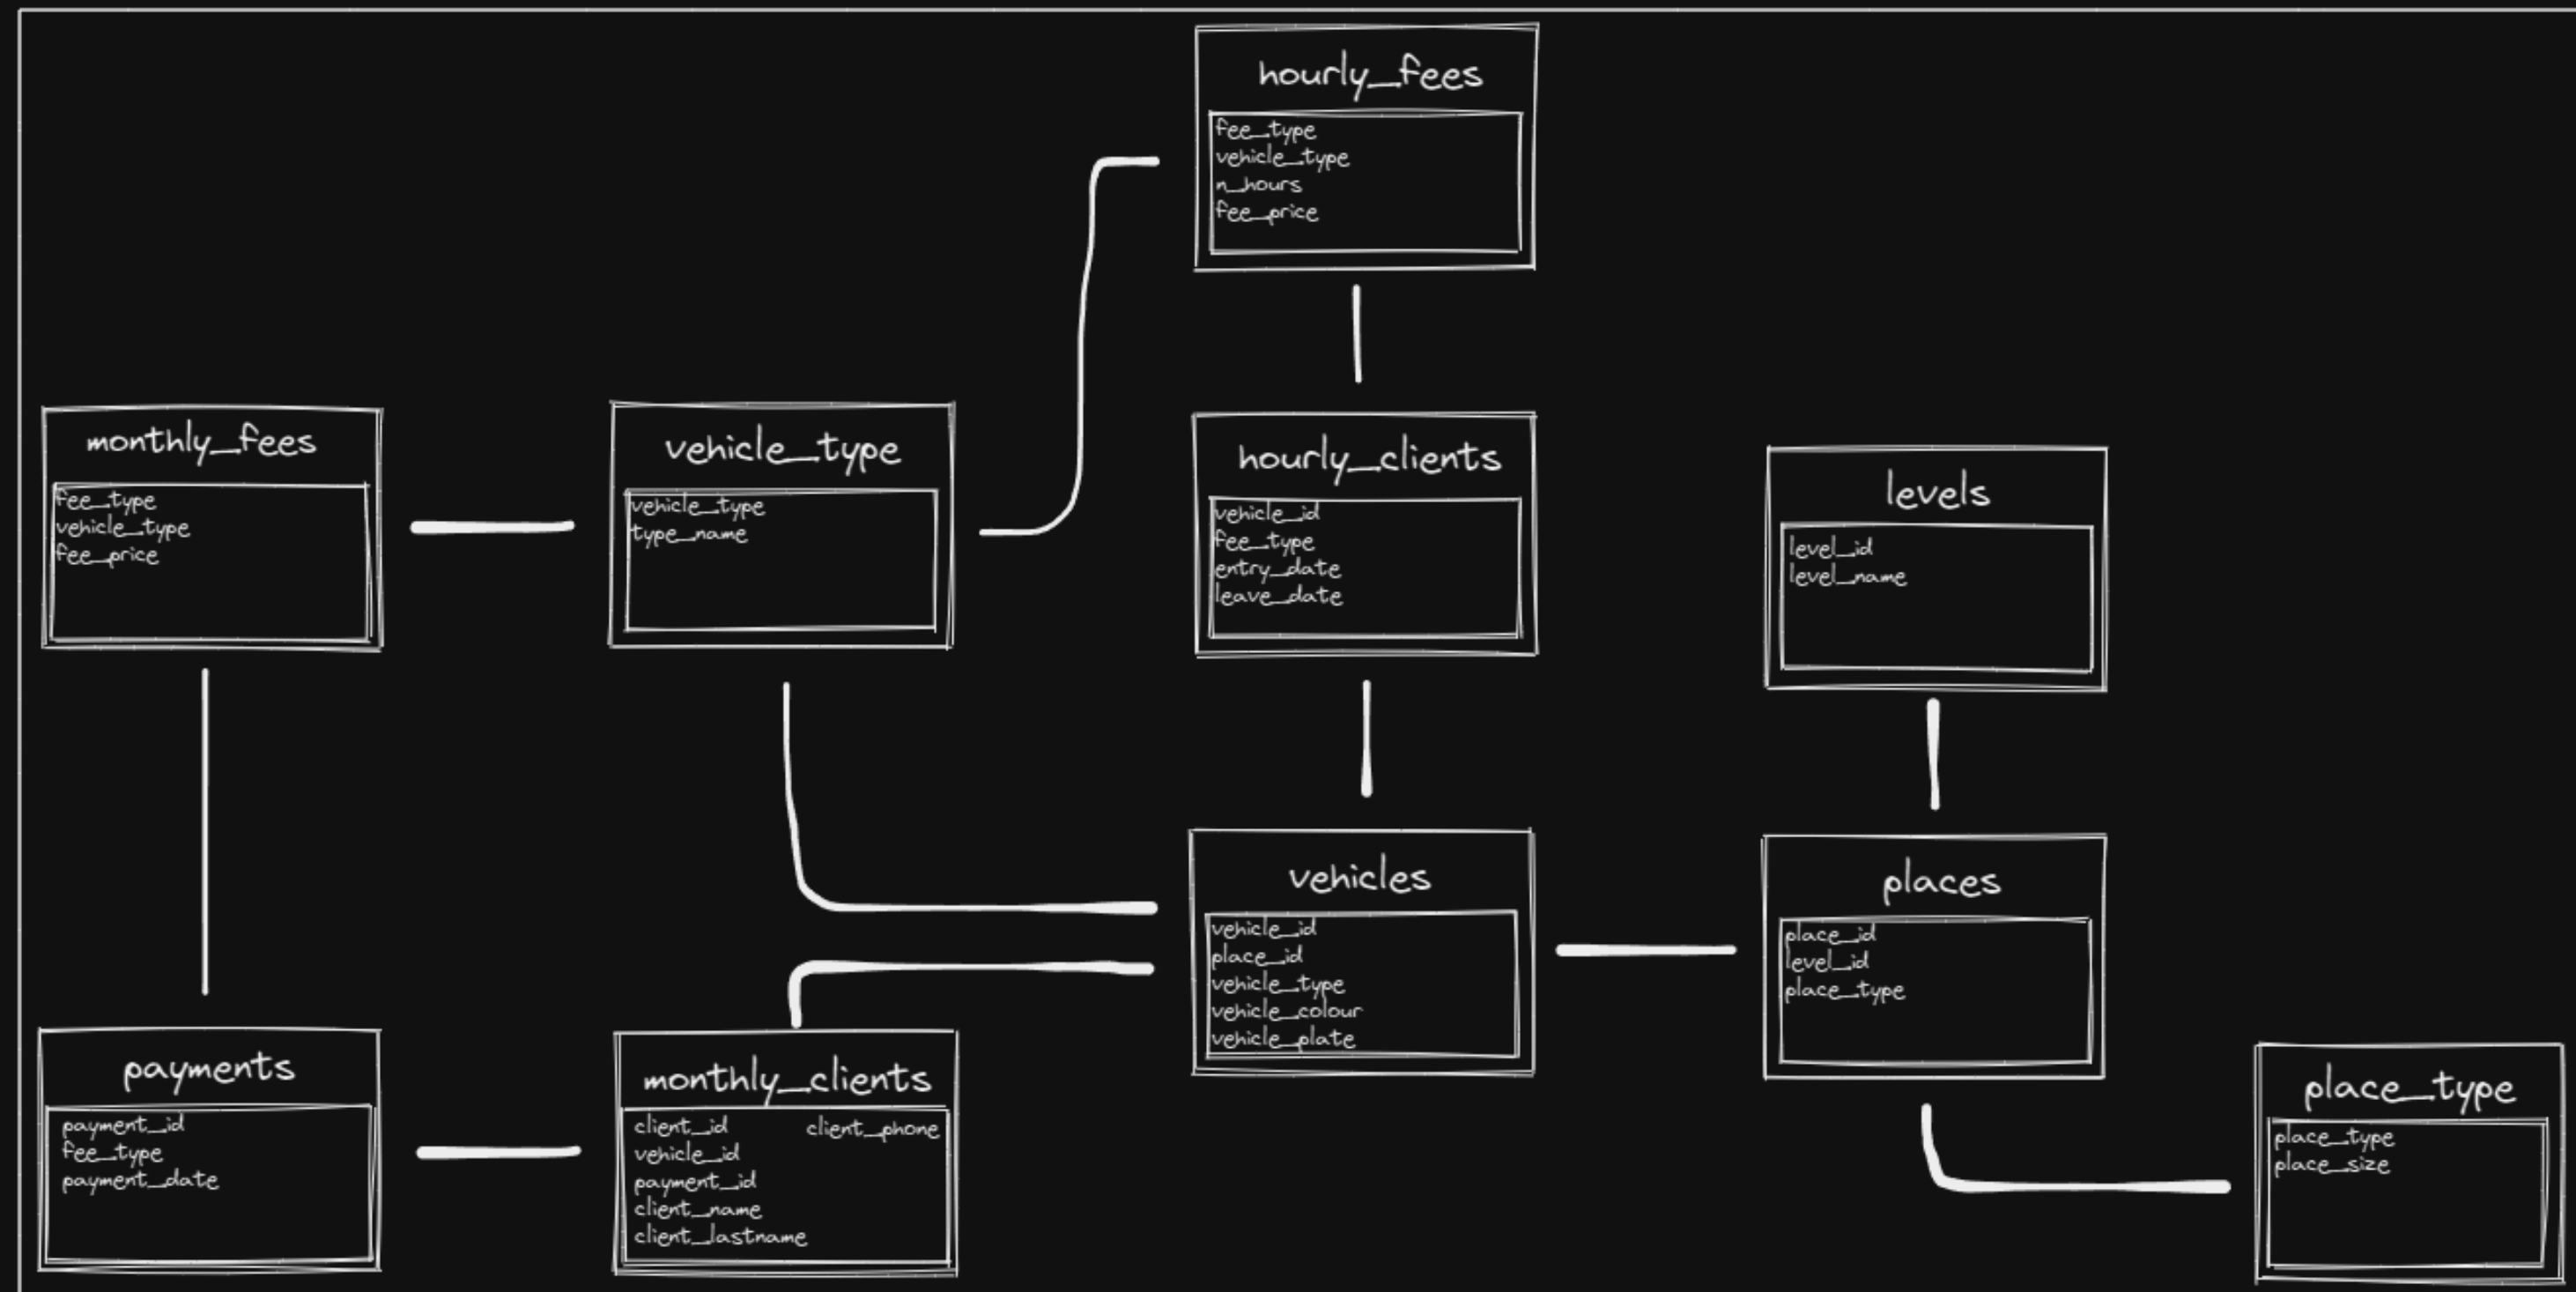 hourly_fees
fee_type
vehicle_type
n_hours
fee_price
monthly_fees
fee_type
vehicle_type
fee_price
vehicle_type
vehicle_type
type_name
hourly_clients
vehicle_id
fee_type
entry_date
leave_date
levels
level_id
level_name
payments
payment_id
fee_type
payment_date
monthly_clients
client_id client_phone
vehicle_id
payment_id
client_name
client_lastname
vehicles
vehicle_id
place_id
vehicle_type
vehicle_colour
vehicle_plate
places
place_id
level_id
place_type
place_type
place_type
place_size